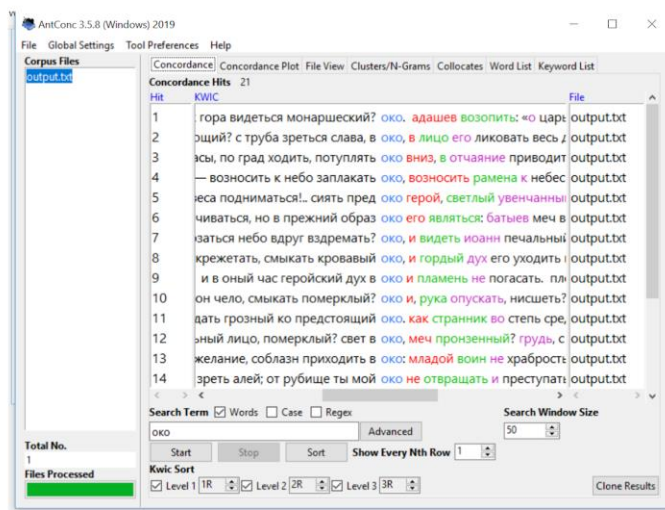 AntConc 3.5.8 (Windows) 2019
File Global Settings Tool Preferences Help
Corpus Files
output.txt
Concordance Concordance Plot File View Clusters/N-Grams Collocates Word List Keyword List
Concordance Hits 21
Hit KWIC File
1 : гора видеться монаршеский? око. адашев возопить: «о царь output.txt
2 ющий? с труба зреться слава, в око, в лицо его ликовать весь output.txt
3 асы, по град ходить, потуплять око вниз, в отчаяние приводит output.txt
4 — возносить к небо заплакать око, возносить рамена к небес output.txt
5 веса подниматься!.. сиять пред око герой, светлый увенчанны output.txt
6 чиваться, но в прежний образ око его являться: батыев меч в output.txt
7 заться небо вдруг воздремать? око, и видеть иоанн печальный output.txt
8 крежетать, смыкать кровавый око, и гордый дух его уходить output.txt
9 и в оный час геройский дух в око и пламень не погасать. output.txt
10 он чело, смыкать померклый? око и, рука опускать, нисшеть? output.txt
11 дать грозный ко предстоящий око. как странник во степь сре, output.txt
12 ьный лицо, померклый? свет в око, меч пронзенный? грудь, с output.txt
13 желание, соблазн приходить в око: младой воин не храбрость output.txt
14 зреть алей; от рубище ты мой око не отвращать и преступать output.txt
Search Term Words Case Regex Search Window Size
око Advanced 50
Start Stop Sort Show Every Nth Row 1
Total No.
1
Files Processed
Kwic Sort
Level 1 1R Level 2 2R Level 3 3R Clone Results